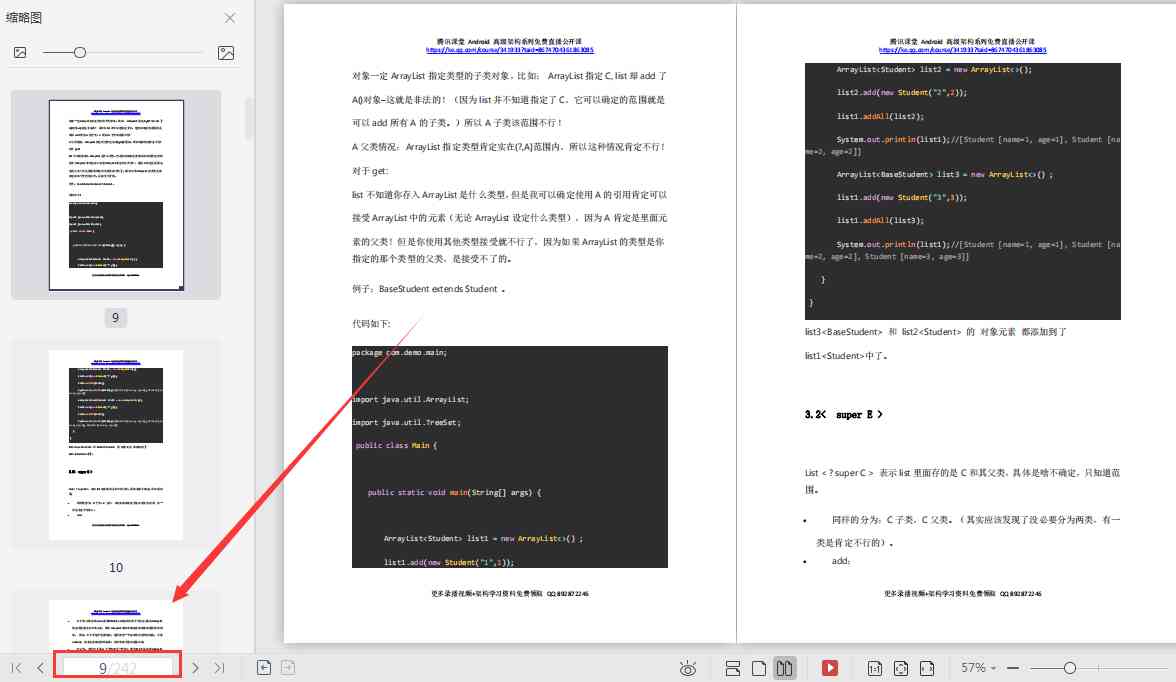 缩略图
9
10
9/242
57%
腾讯课堂 Android 高级架构系列免费直播公开课
https://ke.qq.com/course/341933?taid=8674704361863085
对象一定 ArrayList 指定类型的子类对象。比如： ArrayList 指定 C, list 却 add 了
A()对象--这就是非法的！（因为 list 并不知道指定了 C。它可以确定的范围就是
可以 add 所有 A 的子类。）所以 A 子类该范围不行！
A 父类情况：ArrayList 指定类型肯定实在(?,A]范围内。所以这种情况肯定不行！
对于 get:
list 不知道你存入 ArrayList 是什么类型，但是我可以确定使用 A 的引用肯定可以
接受 ArrayList 中的元素（无论 ArrayList 设定什么类型）。因为 A 肯定是里面元
素的父类！但是你使用其他类型接受就不行了。因为如果 ArrayList 的类型是你
指定的那个类型的父类。是接受不了的。
例子：BaseStudent extends Student 。
代码如下:
package com.demo.main;
import java.util.ArrayList;
import java.util.TreeSet;
public class Main {
public static void main(String[] args) {
ArrayList<Student> list1 = new ArrayList<>() ;
list1.add(new Student("1",1));
更多录播视频+架构学习资料免费领取 QQ 892872246
腾讯课堂 Android 高级架构系列免费直播公开课
https://ke.qq.com/course/341933?taid=8674704361863085
ArrayList<Student> list2 = new ArrayList<>();
list2.add(new Student("2",2));
list1.addAll(list2);
System.out.println(list1);//[Student [name=1, age=1], Student [na
me=2, age=2]]
ArrayList<BaseStudent> list3 = new ArrayList<>() ;
list1.add(new Student("3",3));
list1.addAll(list3);
System.out.println(list1);//[Student [name=1, age=1], Student [na
me=2, age=2], Student [name=3, age=3]]
}
}
list3<BaseStudent> 和 list2<Student> 的 对象元素 都添加到了
list1<Student>中了。
3.2< super E >
List < ? super C > 表示 list 里面存的是 C 和其父类。具体是啥不确定。只知道范
围。
• 同样的分为：C 子类。C 父类。（其实应该发现了没必要分为两类。有一
类是肯定不行的）。
• add:
更多录播视频+架构学习资料免费领取 QQ 892872246